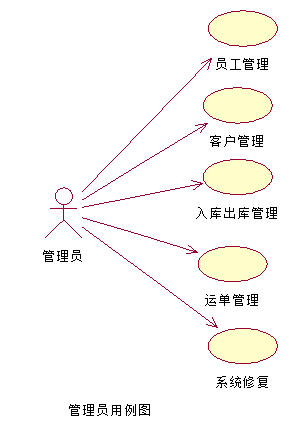 员工管理
客户管理
入库出库管理
管理员
运单管理
系统修复
管理员用例图